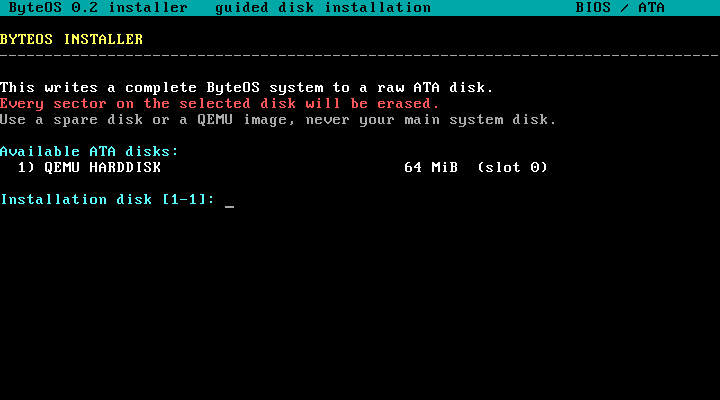 ByteOS 0.2 installer   guided disk installation                BIOS / ATA
BYTEOS INSTALLER
--------------------------------------------------------------------------------
This writes a complete ByteOS system to a raw ATA disk.
Every sector on the selected disk will be erased.
Use a spare disk or a QEMU image, never your main system disk.
Available ATA disks:
  1) QEMU HARDDISK                           64 MiB  (slot 0)
Installation disk [1-1]: _